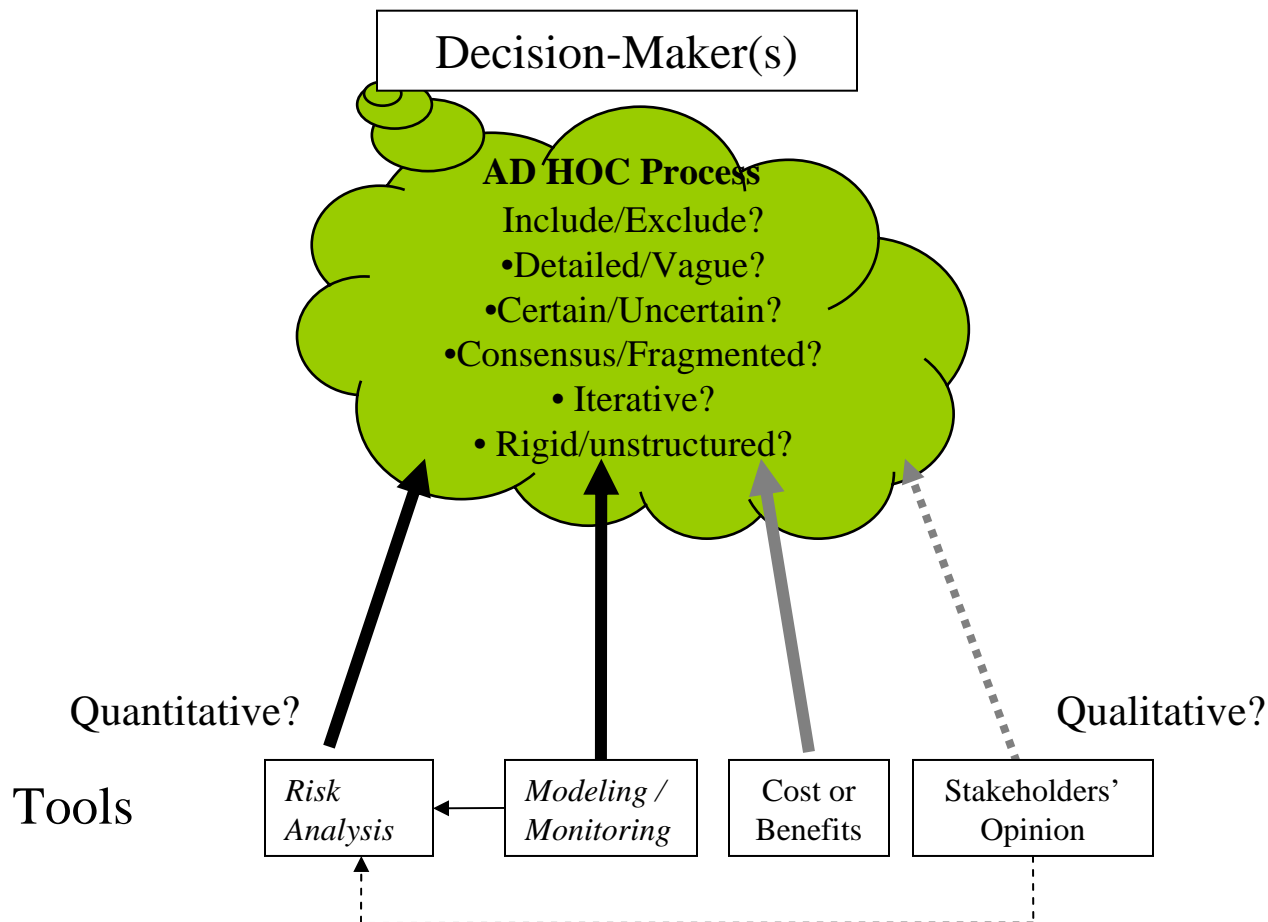 Decision-Maker(s)
AD HOC Process
Include/Exclude?
•Detailed/Vague?
•Certain/Uncertain?
•Consensus/Fragmented?
• Iterative?
• Rigid/unstructured?
Quantitative?
Qualitative?
Tools
Risk
Analysis
Modeling /
Monitoring
Cost or
Benefits
Stakeholders’
Opinion